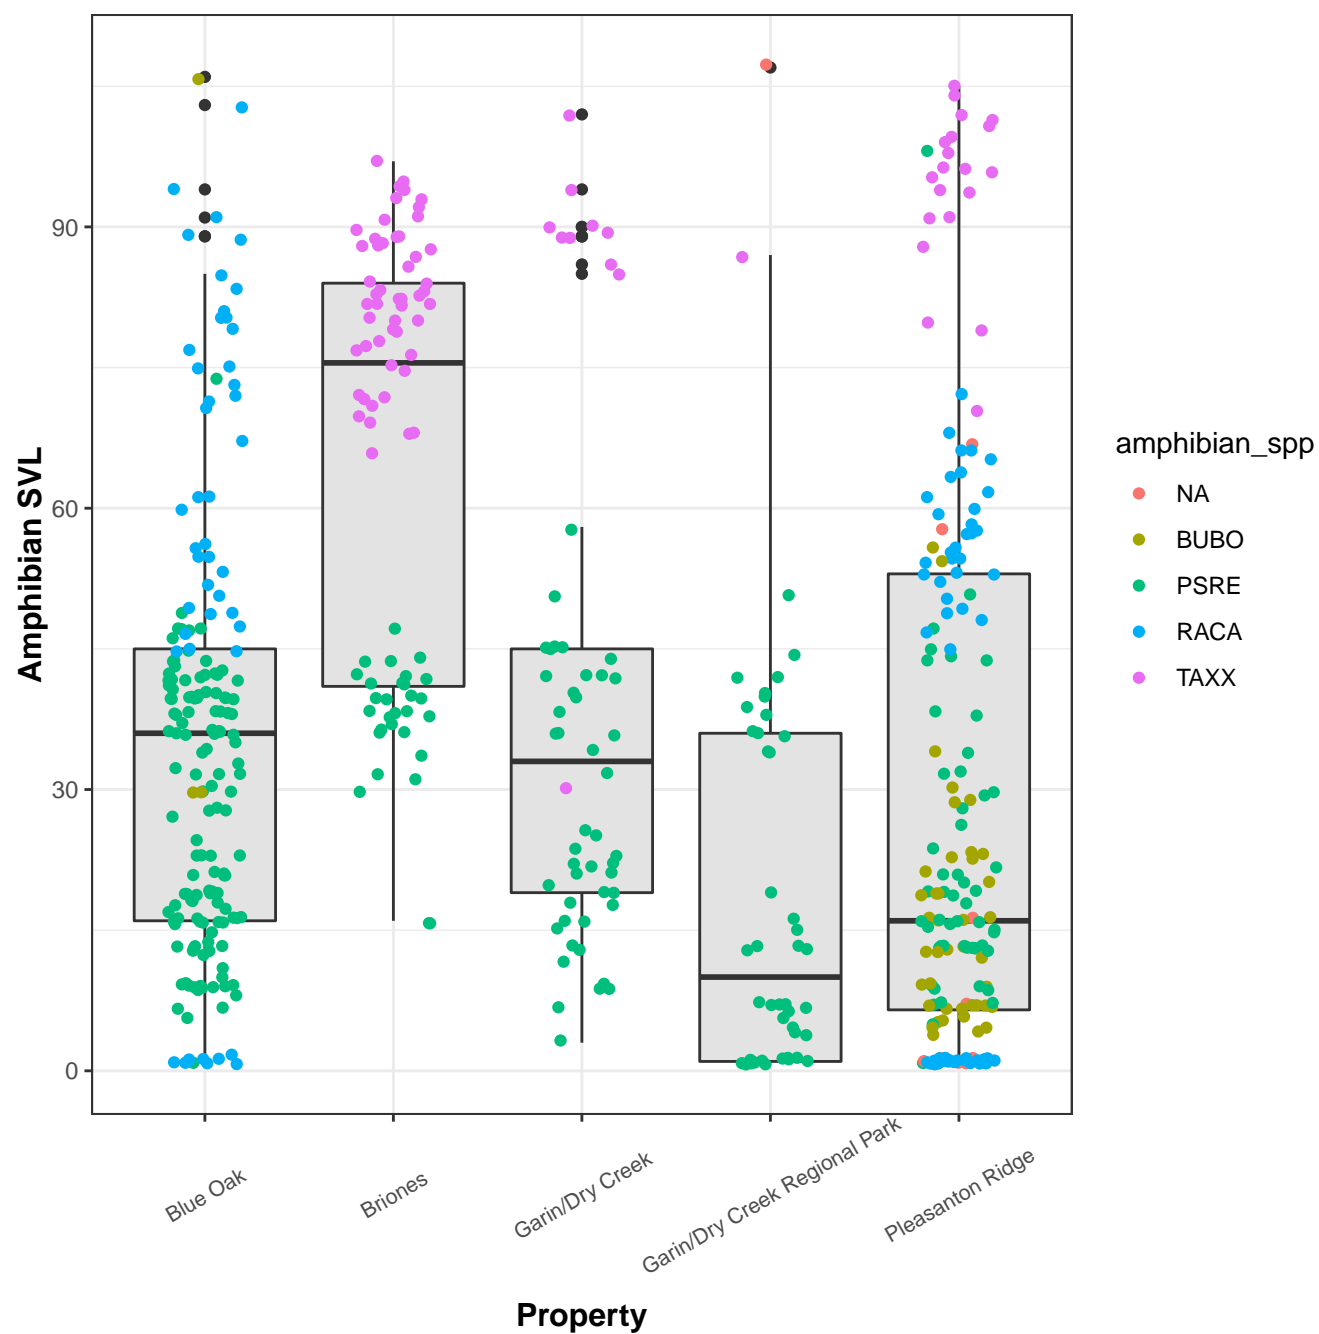 Amphibian SVL
90
60
30
0
Blue Oak
Briones
Garin/Dry Creek
Garin/Dry Creek Regional Park
Pleasanton Ridge
Property
amphibian_spp
NA
BUBO
PSRE
RACA
TAXX